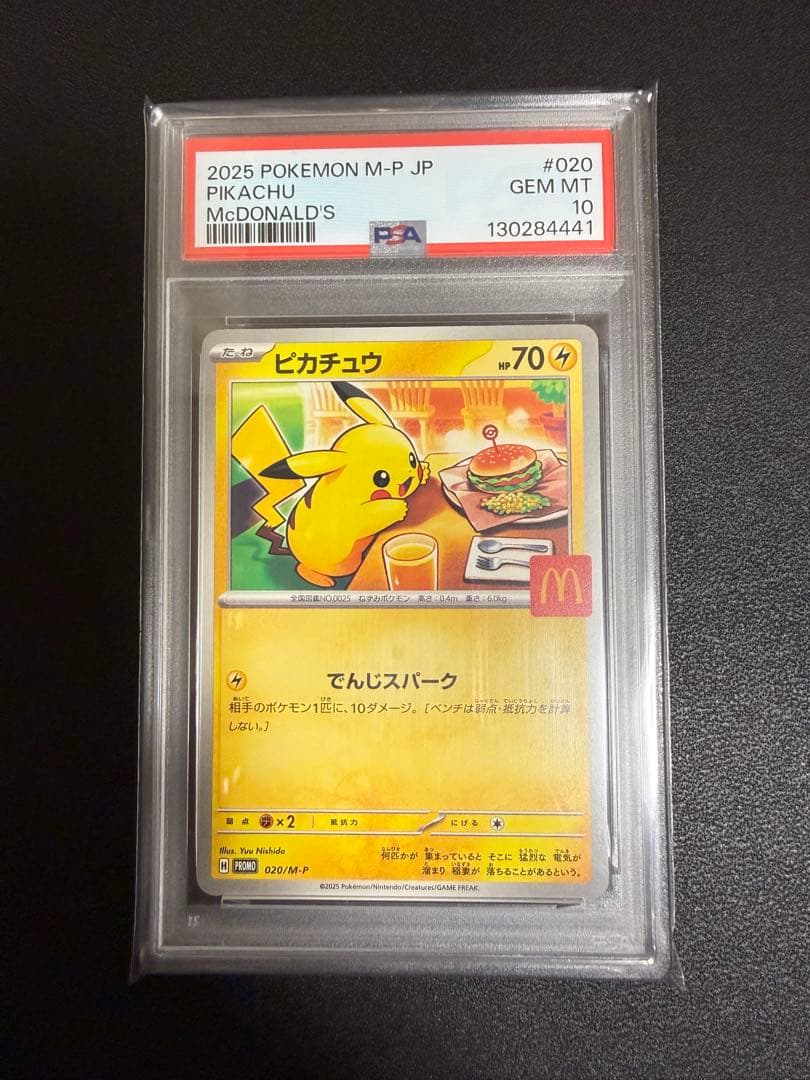 2025 POKEMON M-P JP #020
PIKACHU GEM MT
McDONALD'S 10
130284441
PSA
たね ピカチュウ HP70
全国図鑑NO.0025 ねずみポケモン 高さ:0.4m 重さ:6.0kg
でんじスパーク
相手のポケモン1匹に、10ダメージ。[ベンチは弱点・抵抗力を計算
しない。]
弱点 ×2 抵抗力 にげる
Illus. Yuu Nishido
何匹かが 集まっていると そこに 猛烈な 電気が
溜まり 稲妻が 落ちることがあるという。
H PROMO 020/M-P
©2025 Pokémon/Nintendo/Creatures/GAME FREAK.